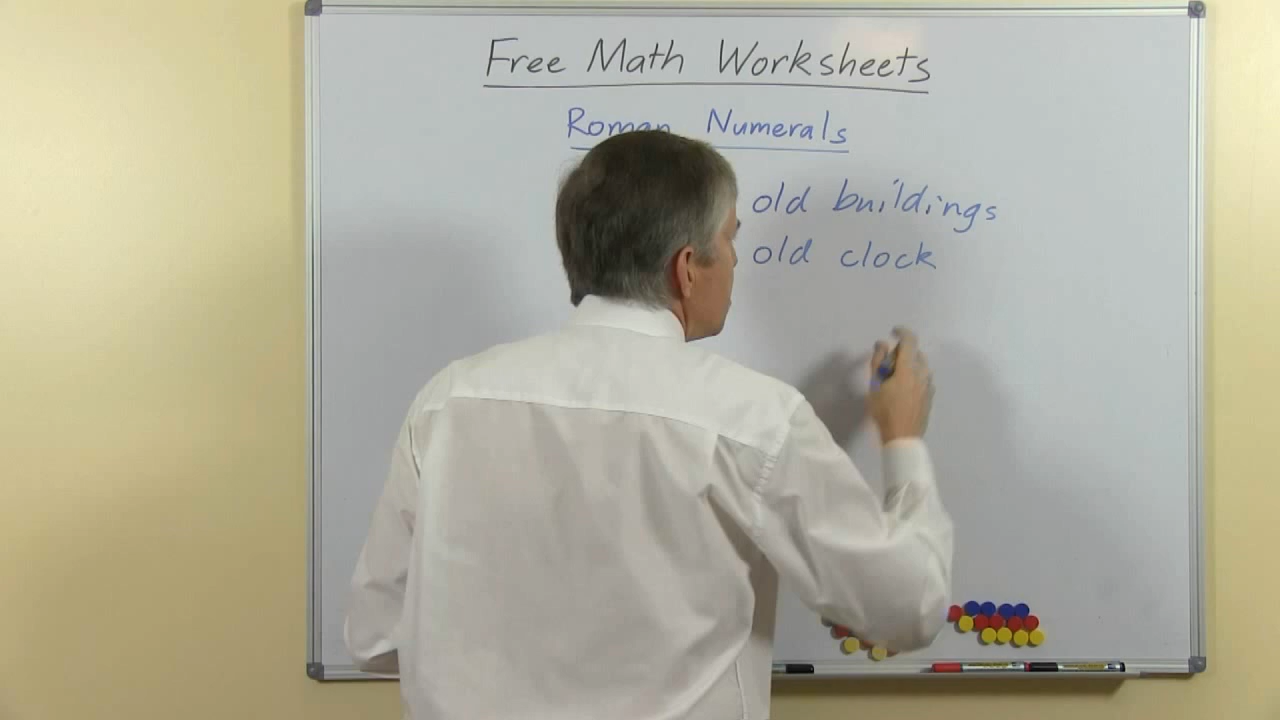 Free Math Worksheets
Roman Numerals
old buildings
old clock